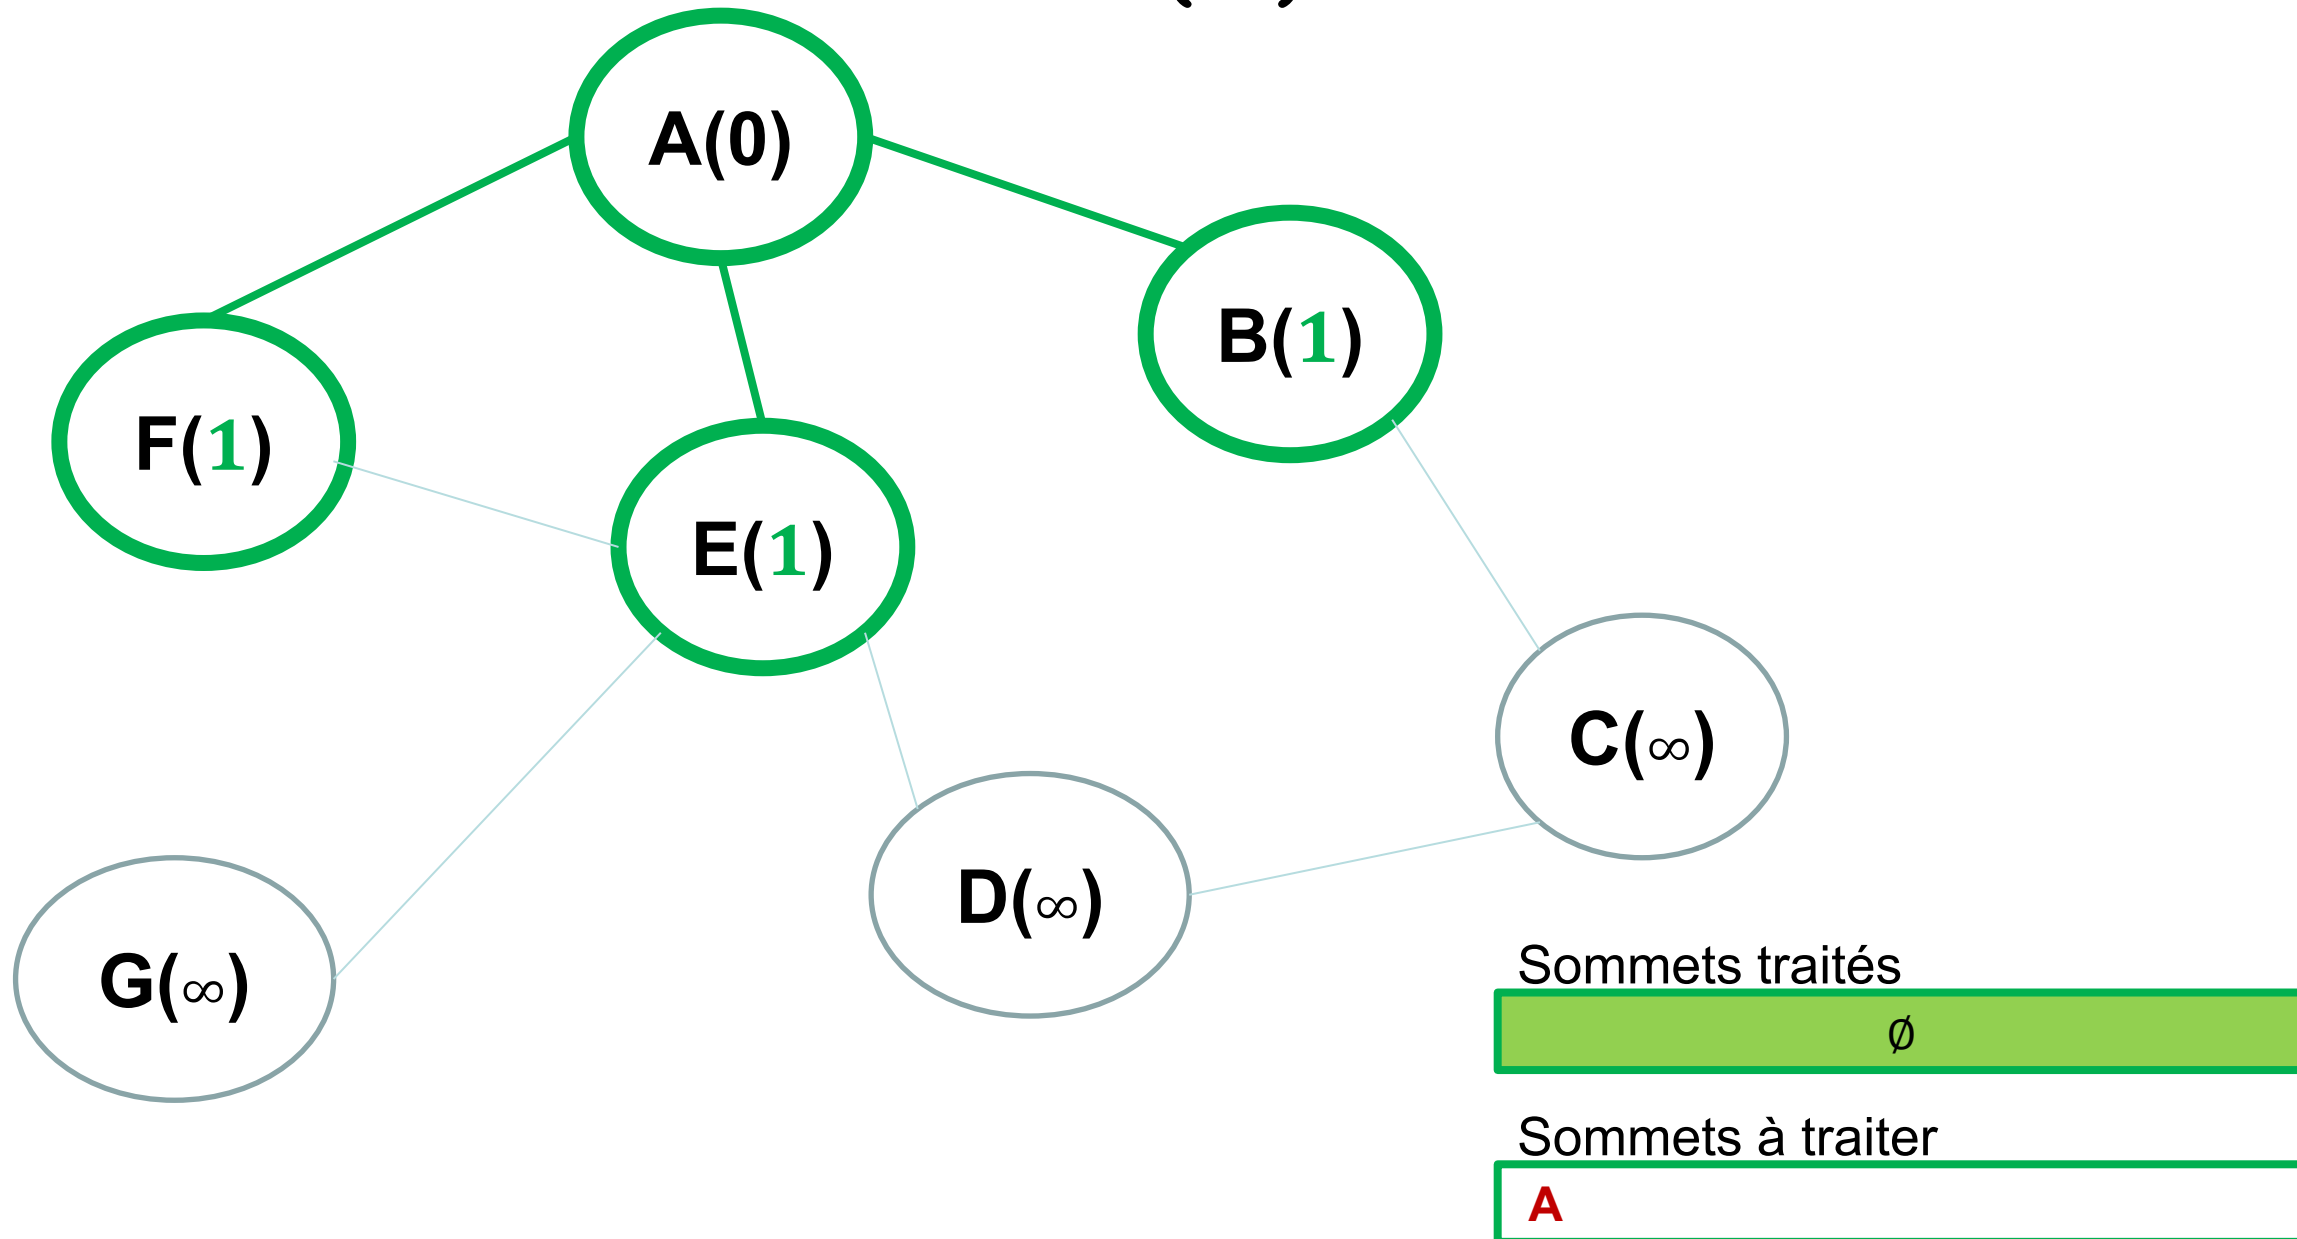 A(0)
B(1)
F(1)
E(1)
C(∞)
D(∞)
G(∞)
Sommets traités
∅
Sommets à traiter
A